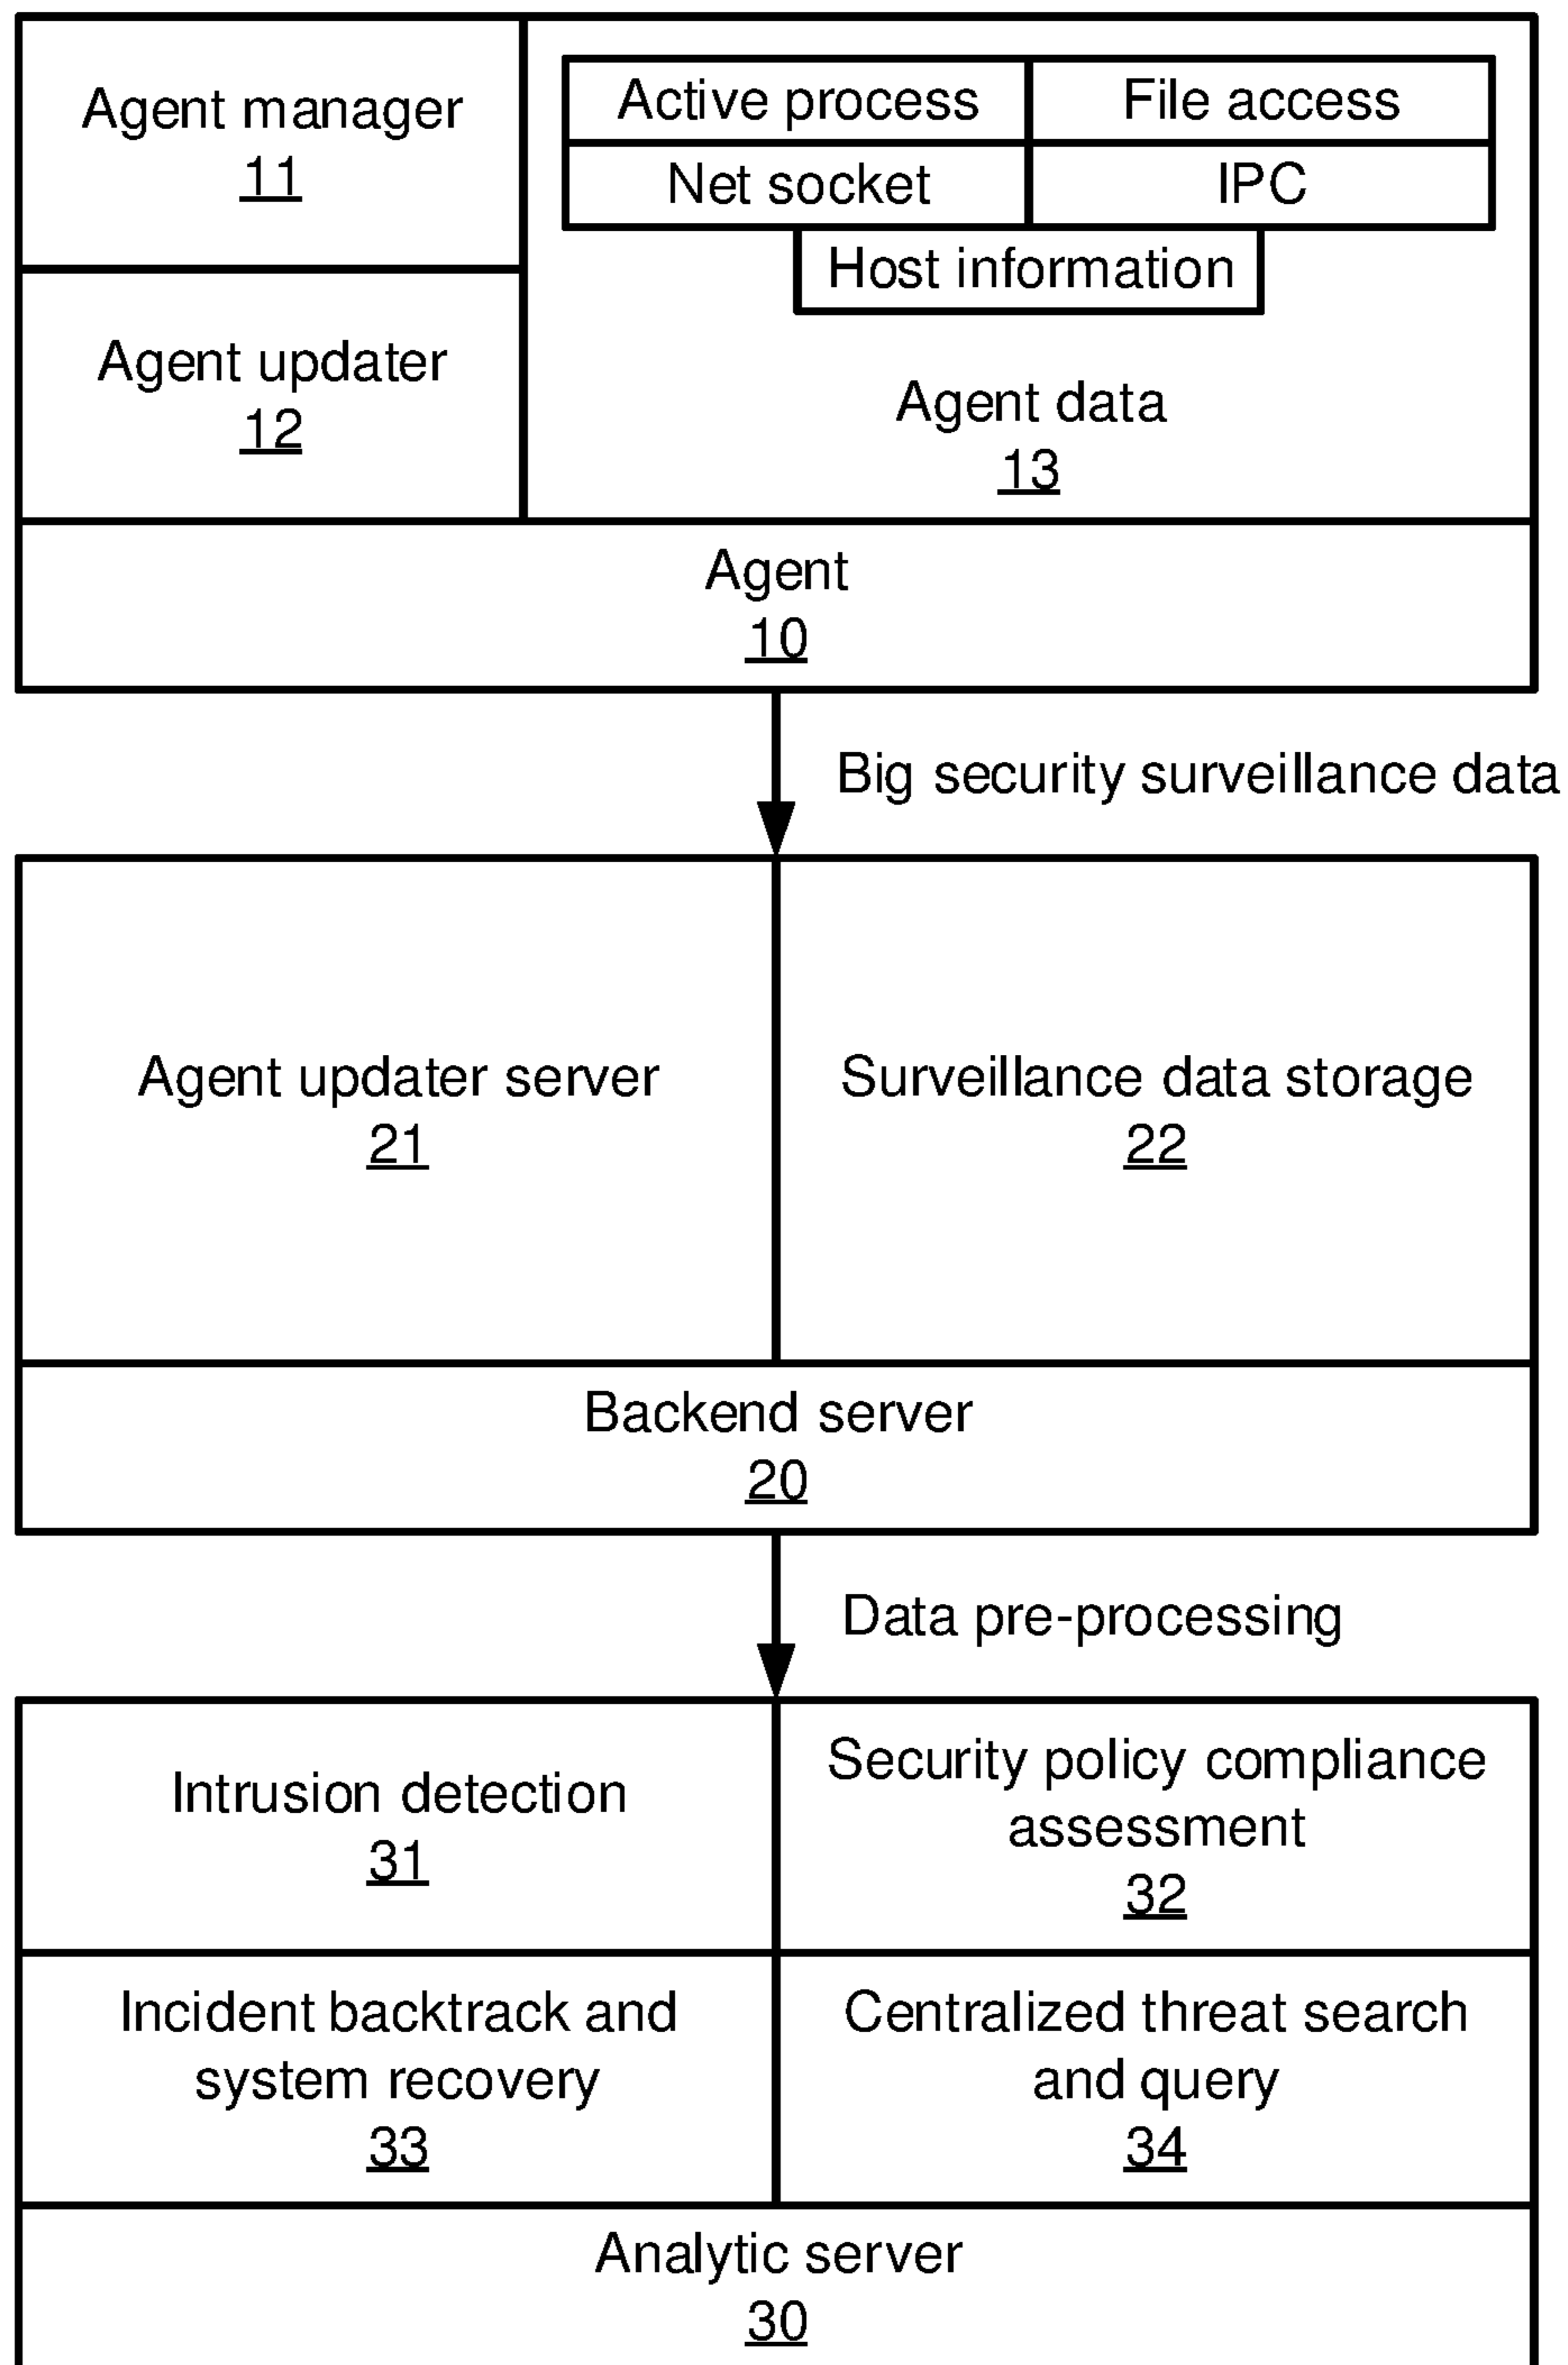 Agent manager
11
Agent updater
12
Active process
File access
Net socket
IPC
Host information
Agent data
13
Agent
10
Big security surveillance data
Agent updater server
21
Surveillance data storage
22
Backend server
20
Data pre-processing
Intrusion detection
31
Security policy compliance
assessment
32
Incident backtrack and
system recovery
33
Centralized threat search
and query
34
Analytic server
30